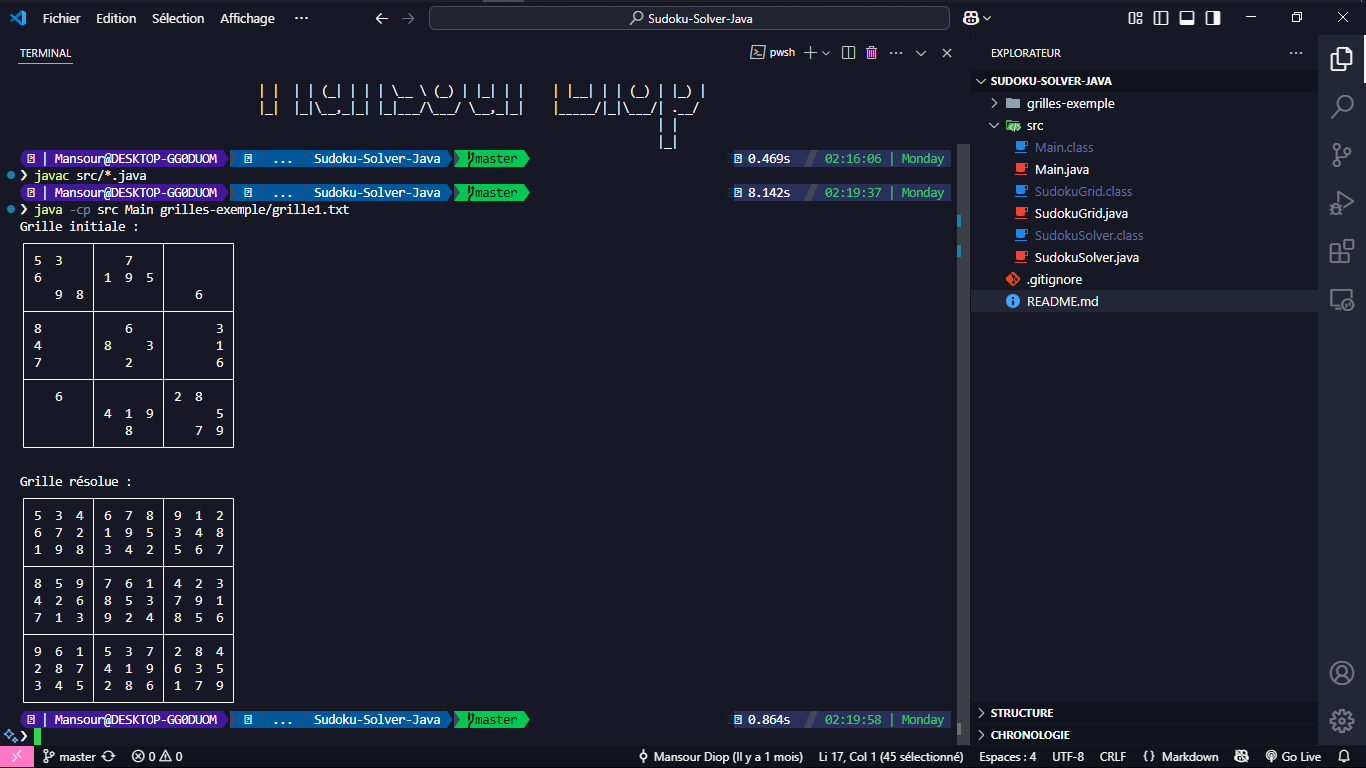 Fichier Edition Sélection Affichage ··· Sudoku-Solver-Java
TERMINAL
pwsh
| Mansour@DESKTOP-GG0DUOM ... Sudoku-Solver-Java master 0.469s 02:16:06 | Monday
❯ javac src/*.java
| Mansour@DESKTOP-GG0DUOM ... Sudoku-Solver-Java master 8.142s 02:19:37 | Monday
❯ java -cp src Main grilles-exemple/grille1.txt
Grille initiale :
5 3 7
6 1 9 5
9 8 6
8 6 3
4 8 3 1
7 2 6
6 2 8
4 1 9 5
8 7 9
Grille résolue :
5 3 4 6 7 8 9 1 2
6 7 2 1 9 5 3 4 8
1 9 8 3 4 2 5 6 7
8 5 9 7 6 1 4 2 3
4 2 6 8 5 3 7 9 1
7 1 3 9 2 4 8 5 6
9 6 1 5 3 7 2 8 4
2 8 7 4 1 9 6 3 5
3 4 5 2 8 6 1 7 9
| Mansour@DESKTOP-GG0DUOM ... Sudoku-Solver-Java master 0.864s 02:19:58 | Monday
❯
EXPLORATEUR
SUDOKU-SOLVER-JAVA
grilles-exemple
src
Main.class
Main.java
SudokuGrid.class
SudokuGrid.java
SudokuSolver.class
SudokuSolver.java
.gitignore
README.md
STRUCTURE
CHRONOLOGIE
master 0 0 Mansour Diop (Il y a 1 mois) Li 17, Col 1 (45 sélectionné) Espaces : 4 UTF-8 CRLF {} Markdown Go Live